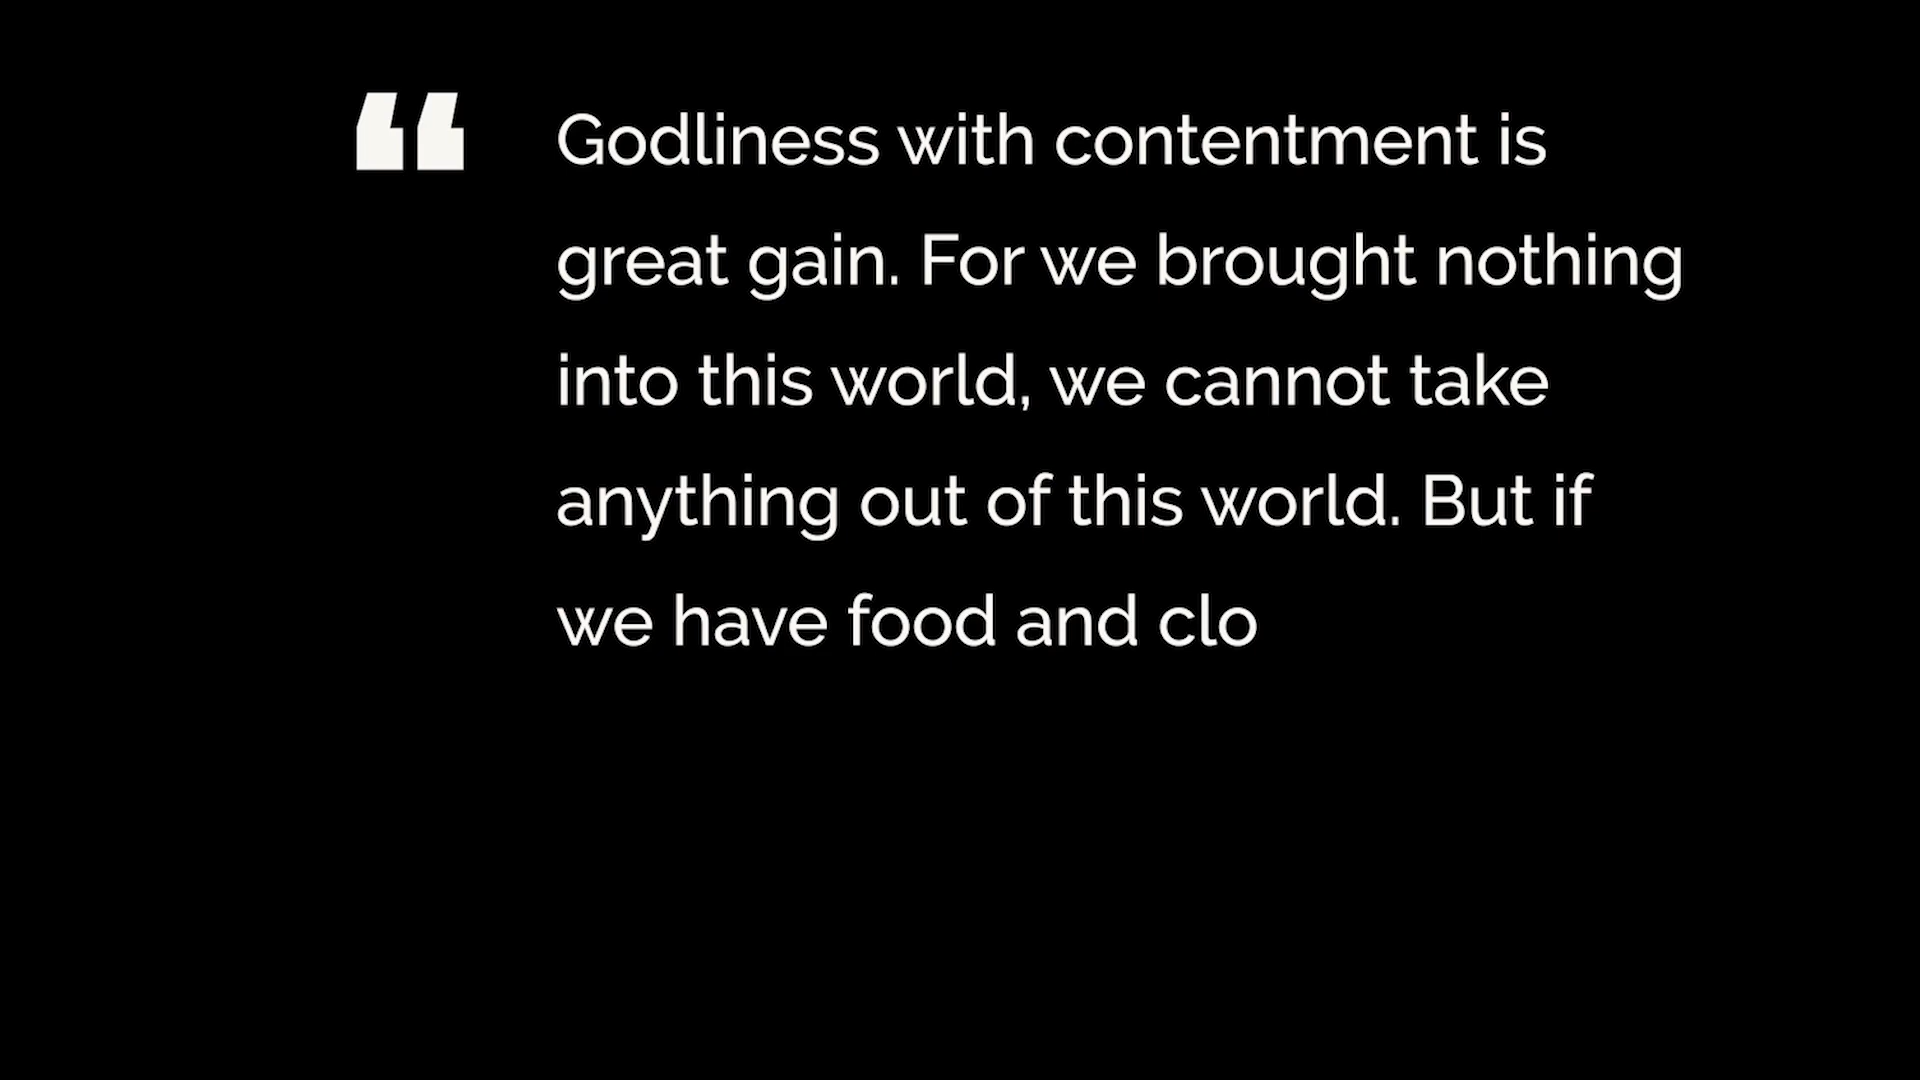 “ Godliness with contentment is
great gain. For we brought nothing
into this world, we cannot take
anything out of this world. But if
we have food and clo